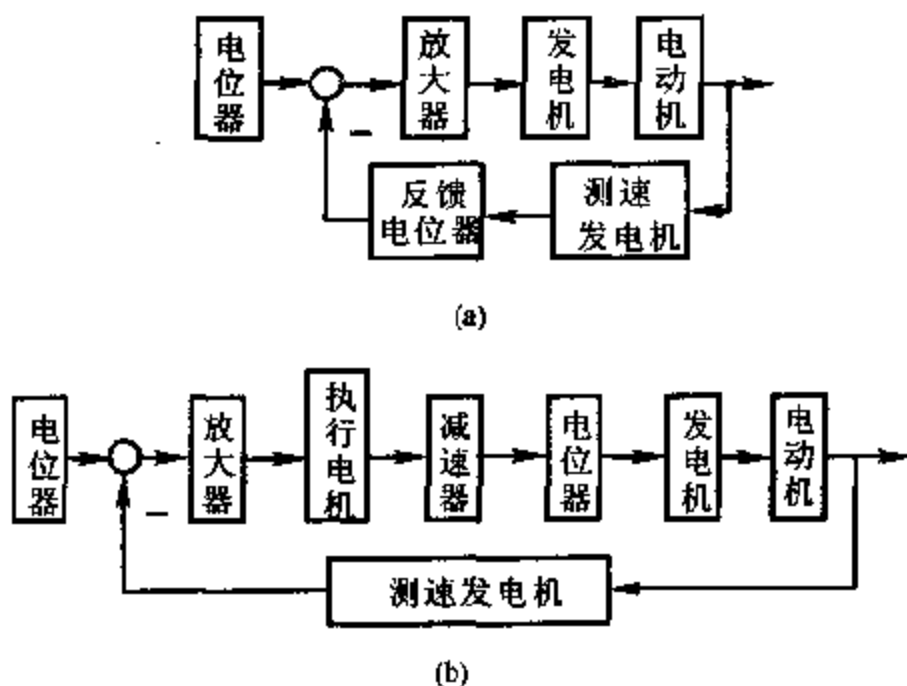 电位器
放大器
发电机
电动机
反馈
电位器
测速
发电机
(a)
电位器
放大器
执行电机
减速器
电位器
发电机
电动机
测速发电机
(b)